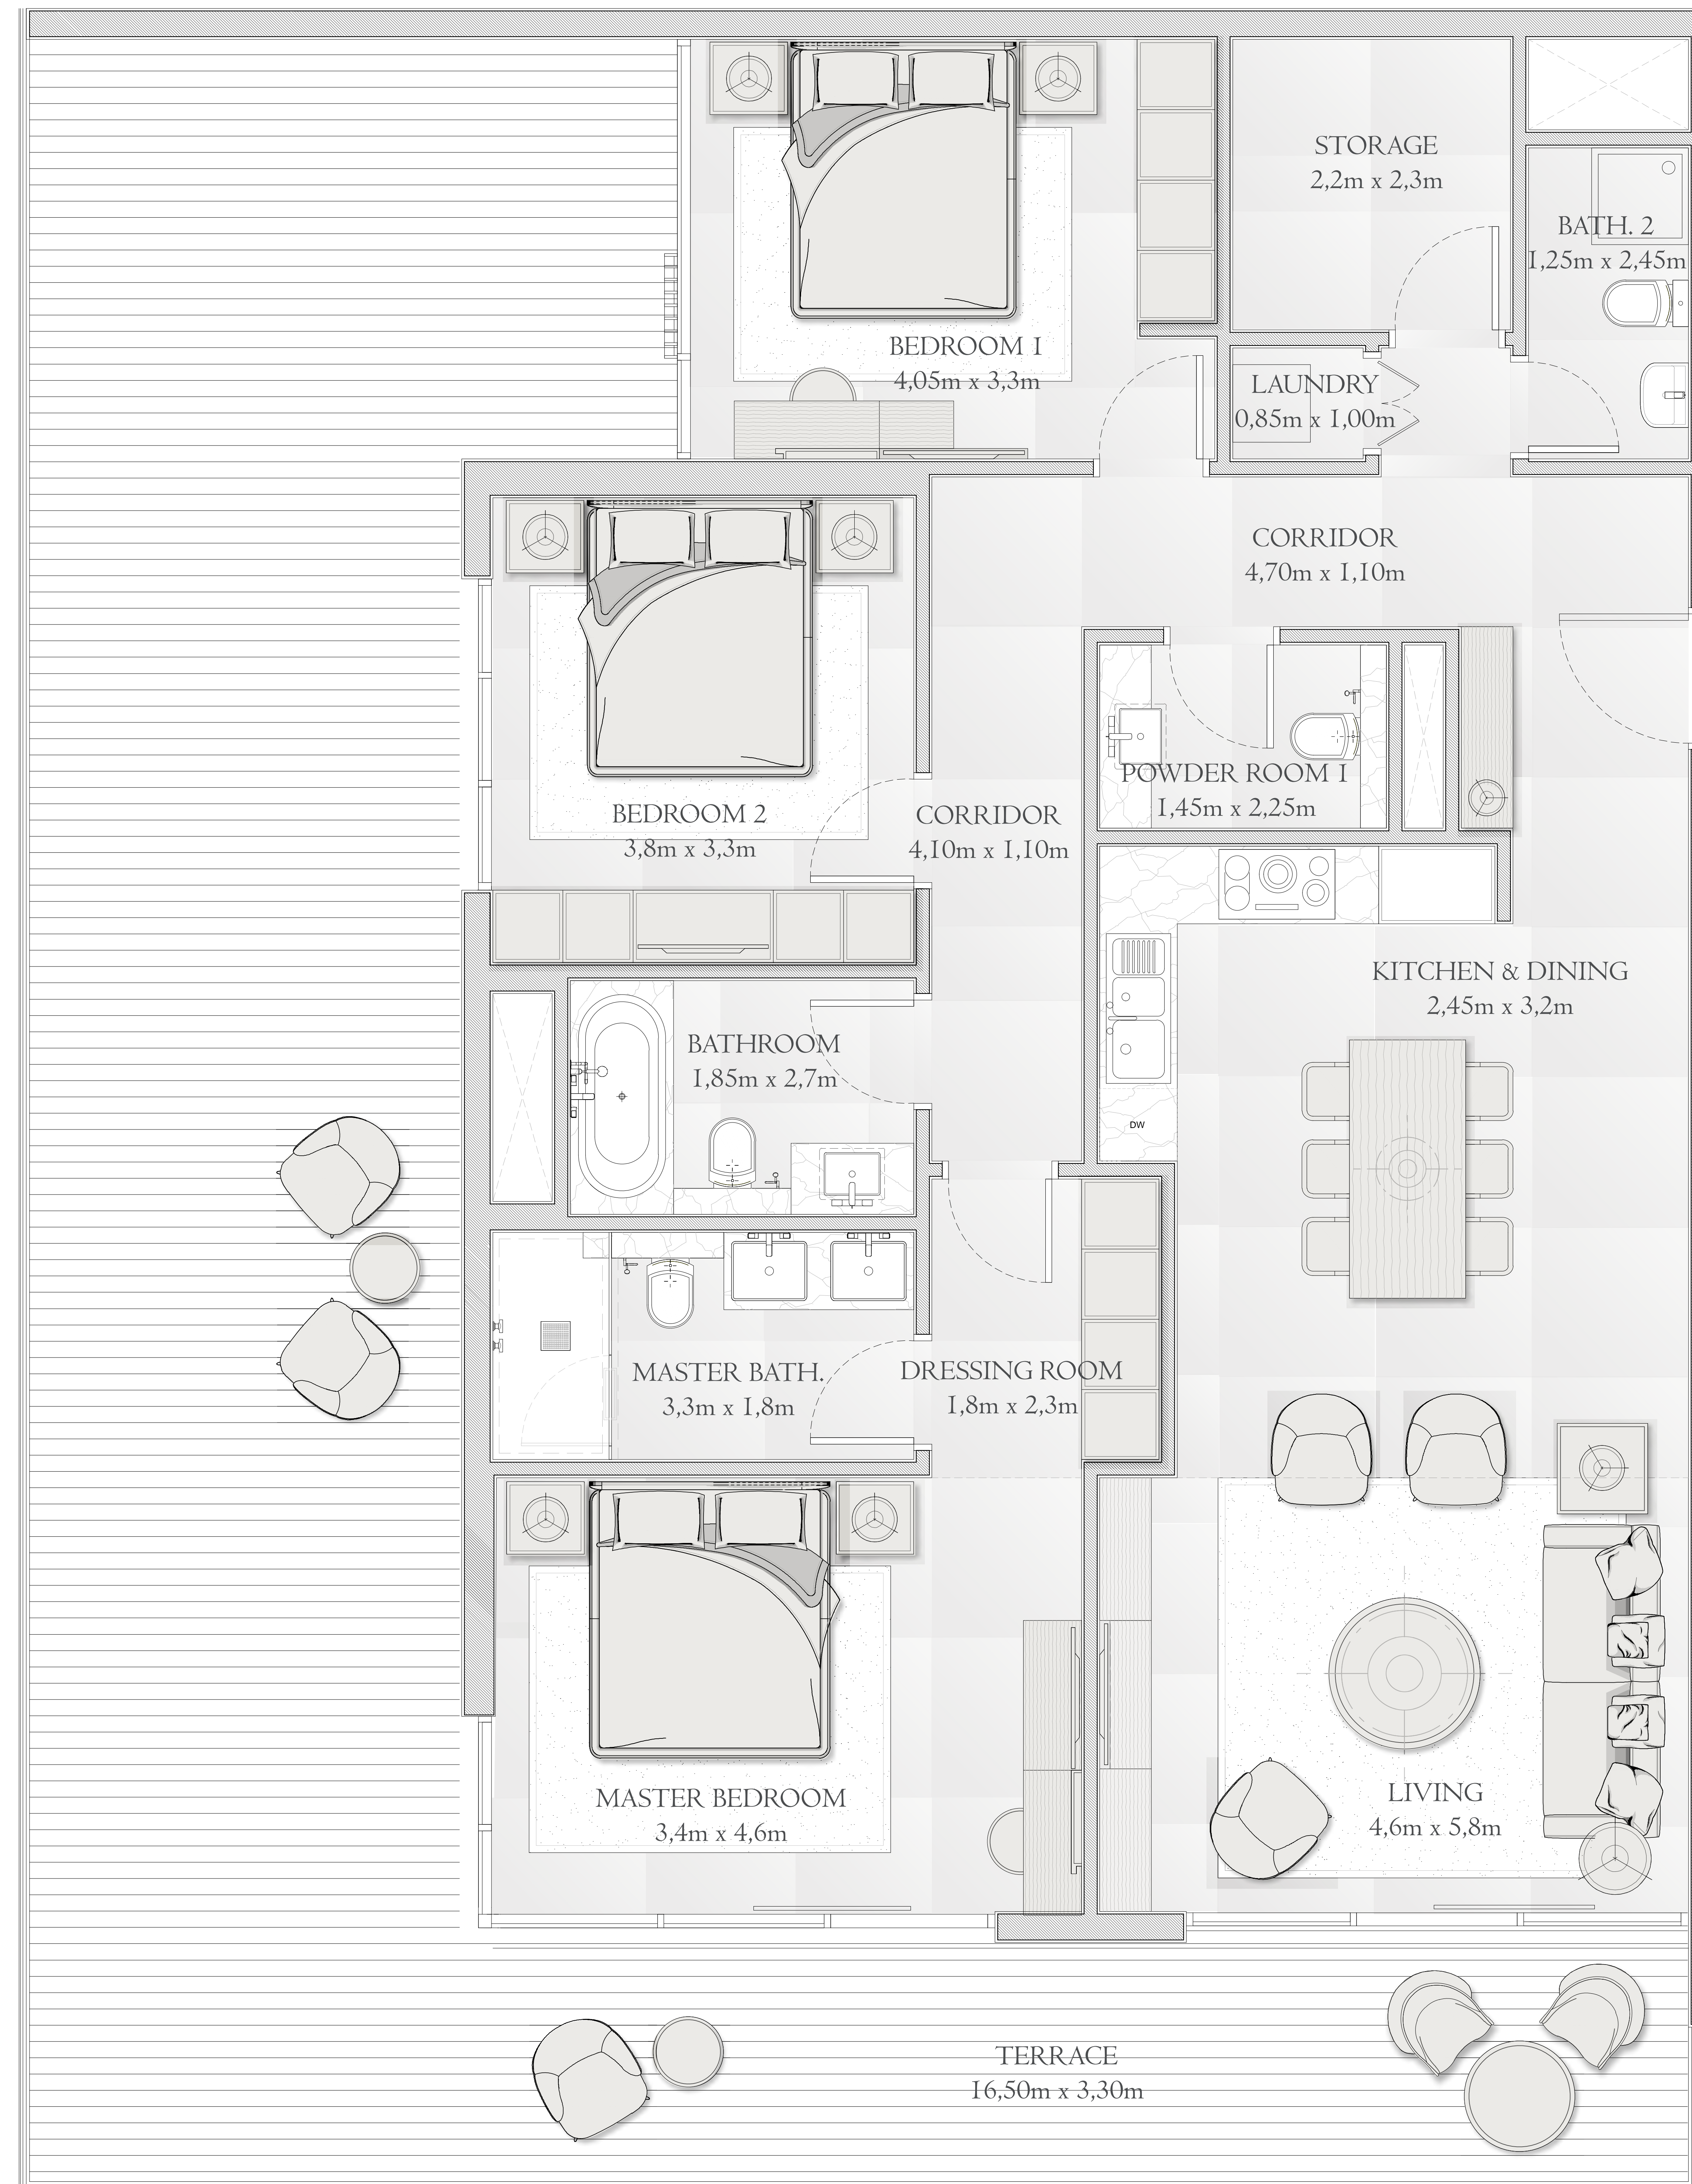 STORAGE
2,2m x 2,3m
BATH. 2
1,25m x 2,45m
BEDROOM 1
4,05m x 3,3m
LAUNDRY
0,85m x 1,00m
CORRIDOR
4,70m x 1,10m
POWDER ROOM 1
1,45m x 2,25m
BEDROOM 2
3,8m x 3,3m
CORRIDOR
4,10m x 1,10m
KITCHEN & DINING
2,45m x 3,2m
BATHROOM
1,85m x 2,7m
DW
MASTER BATH.
3,3m x 1,8m
DRESSING ROOM
1,8m x 2,3m
MASTER BEDROOM
3,4m x 4,6m
LIVING
4,6m x 5,8m
TERRACE
16,50m x 3,30m